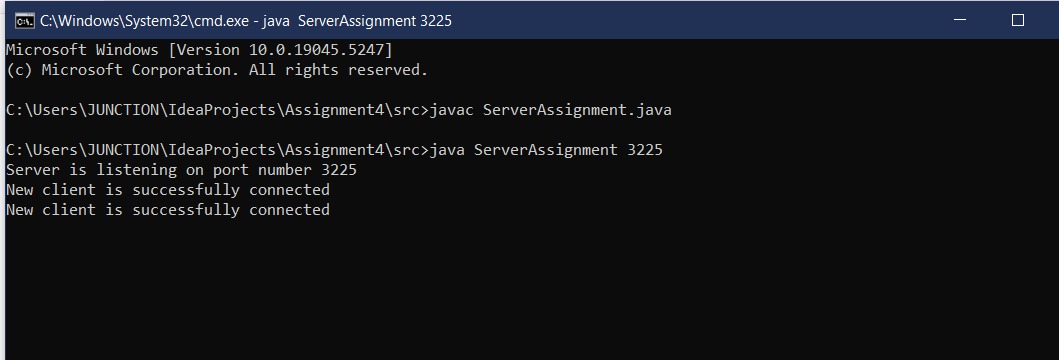 C:\Windows\System32\cmd.exe - java  ServerAssignment 3225
Microsoft Windows [Version 10.0.19045.5247]
(c) Microsoft Corporation. All rights reserved.
C:\Users\JUNCTION\IdeaProjects\Assignment4\src>javac ServerAssignment.java
C:\Users\JUNCTION\IdeaProjects\Assignment4\src>java ServerAssignment 3225
Server is listening on port number 3225
New client is successfully connected
New client is successfully connected